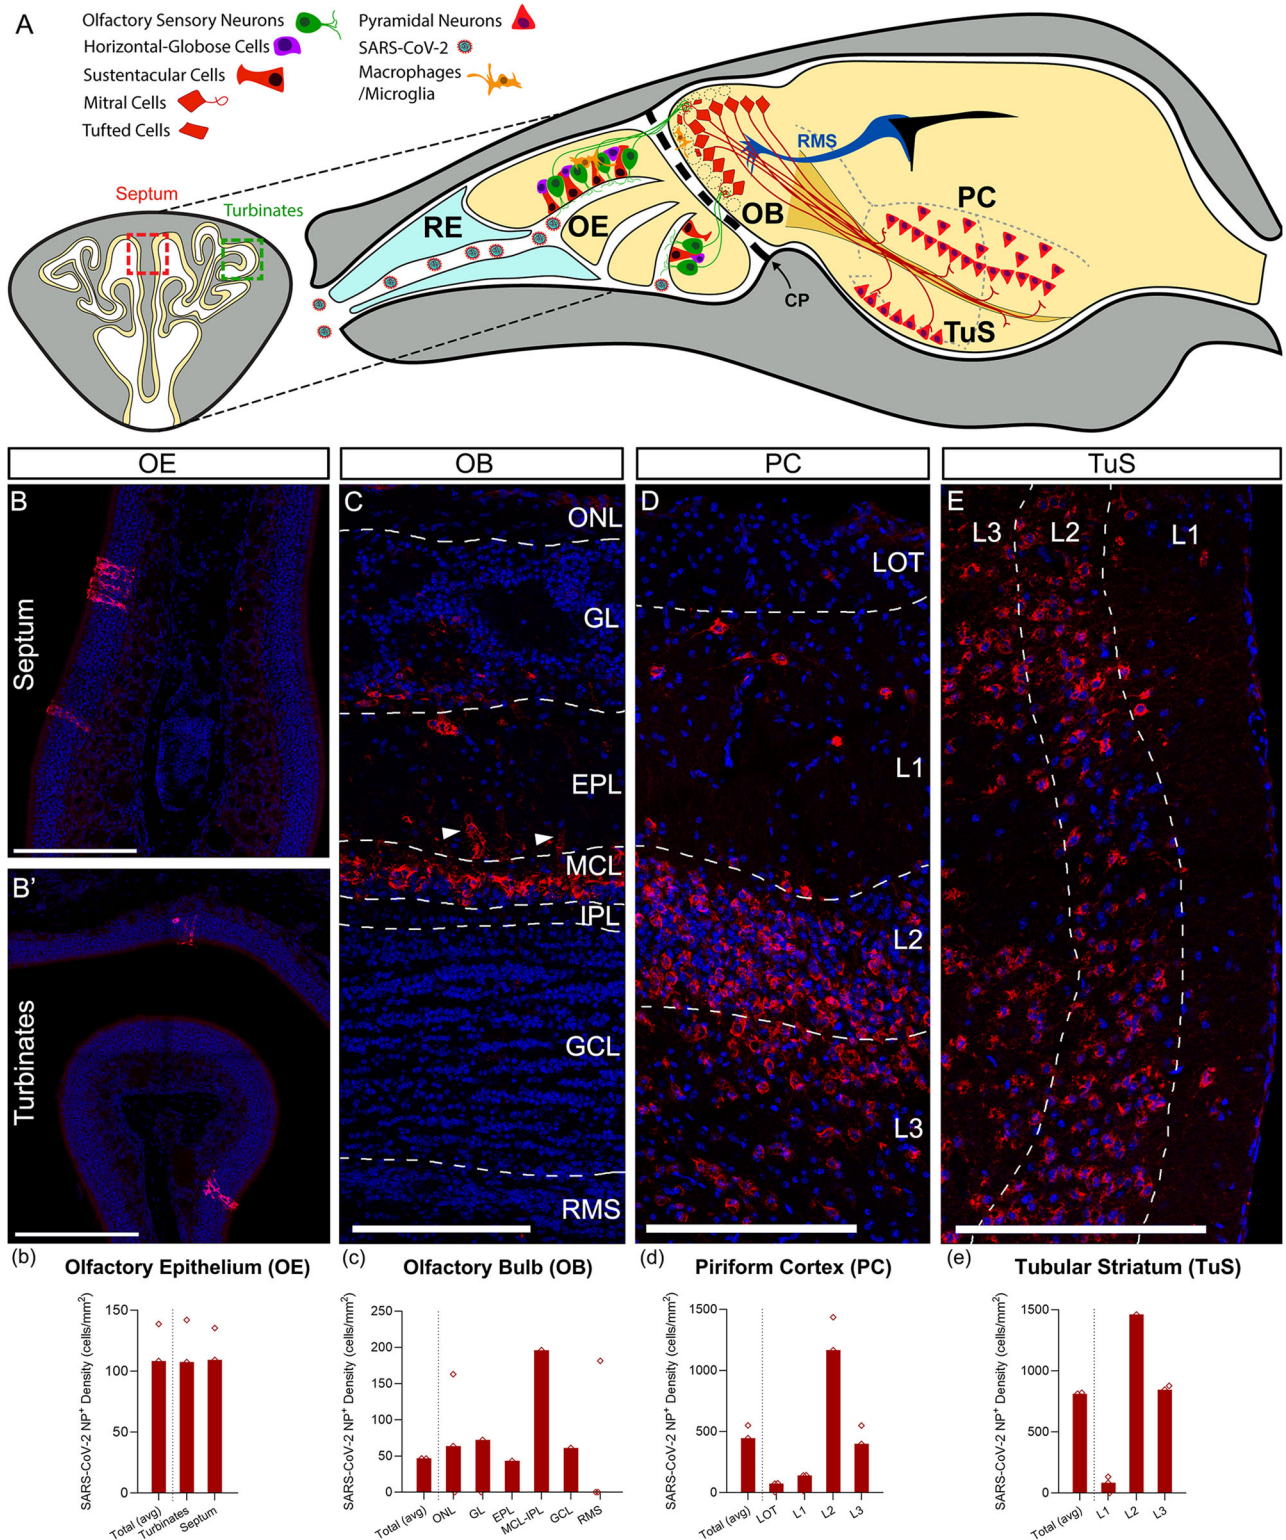 A
Olfactory Sensory Neurons
Horizontal-Globose Cells
Sustentacular Cells
Mitral Cells
Tufted Cells
Pyramidal Neurons
SARS-CoV-2
Macrophages
/Microglia
Septum
Turbinates
RE
OE
OB
RMS
PC
TuS
CP
OE
OB
PC
TuS
B
Septum
B’
Turbinates
C
ONL
GL
EPL
MCL
IPL
GCL
RMS
D
LOT
L1
L2
L3
E
L3
L2
L1
(b)
Olfactory Epithelium (OE)
SARS-CoV-2 NP⁺ Density (cells/mm²)
150
100
50
0
Total (avg)
Turbinates
Septum
(c)
Olfactory Bulb (OB)
SARS-CoV-2 NP⁺ Density (cells/mm²)
250
200
150
100
50
0
Total (avg)
ONL
GL
EPL
MCL-IPL
GCL
RMS
(d)
Piriform Cortex (PC)
SARS-CoV-2 NP⁺ Density (cells/mm²)
1500
1000
500
0
Total (avg)
LOT
L1
L2
L3
(e)
Tubular Striatum (TuS)
SARS-CoV-2 NP⁺ Density (cells/mm²)
1500
1000
500
0
Total (avg)
L1
L2
L3